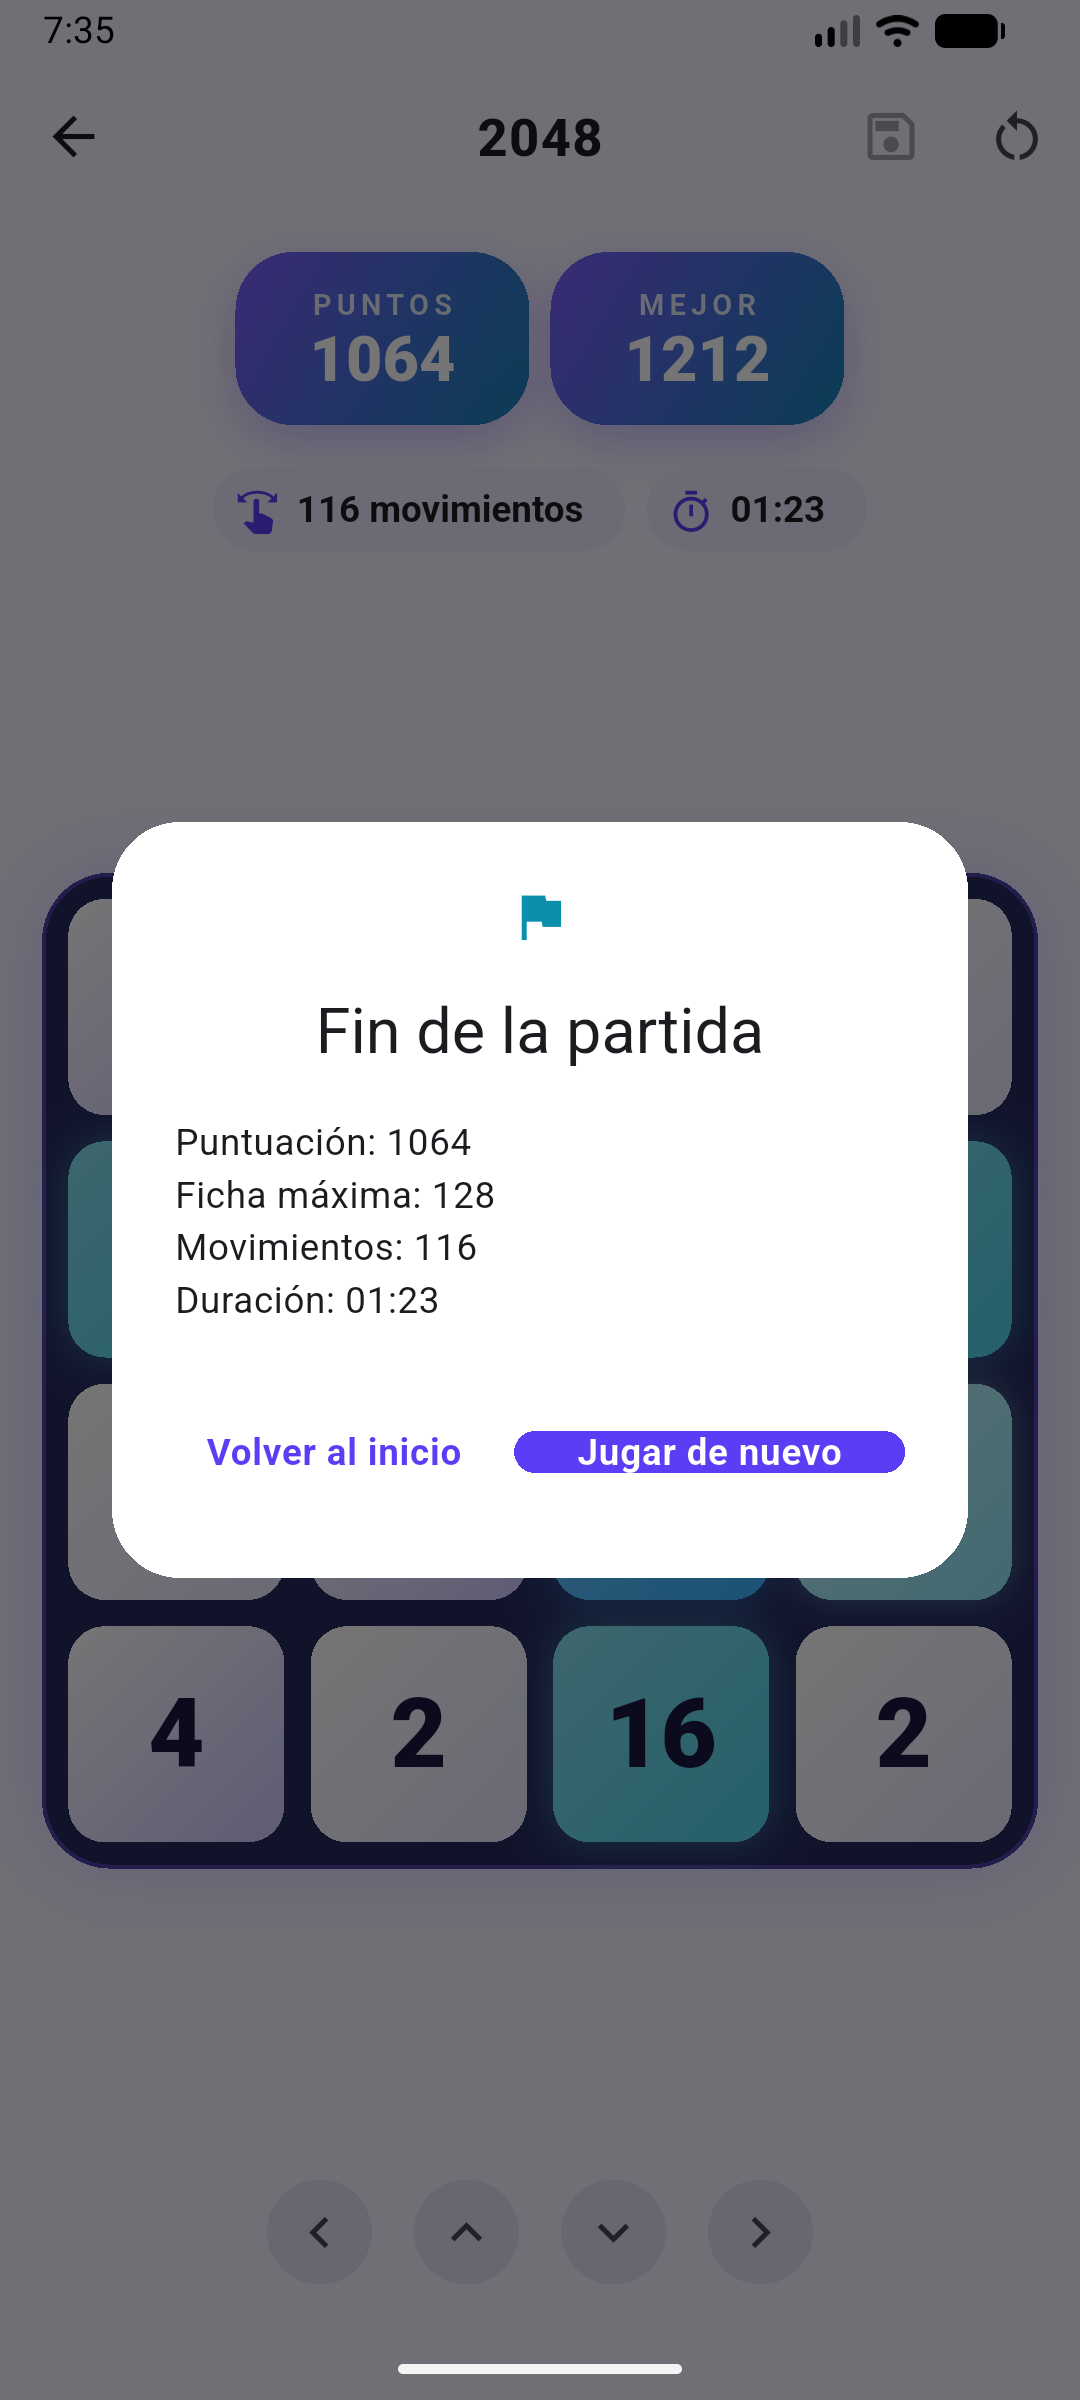 7:35
2048
PUNTOS
1064
MEJOR
1212
116 movimientos
01:23
Fin de la partida
Puntuación: 1064
Ficha máxima: 128
Movimientos: 116
Duración: 01:23
Volver al inicio
Jugar de nuevo
4 2 16 2